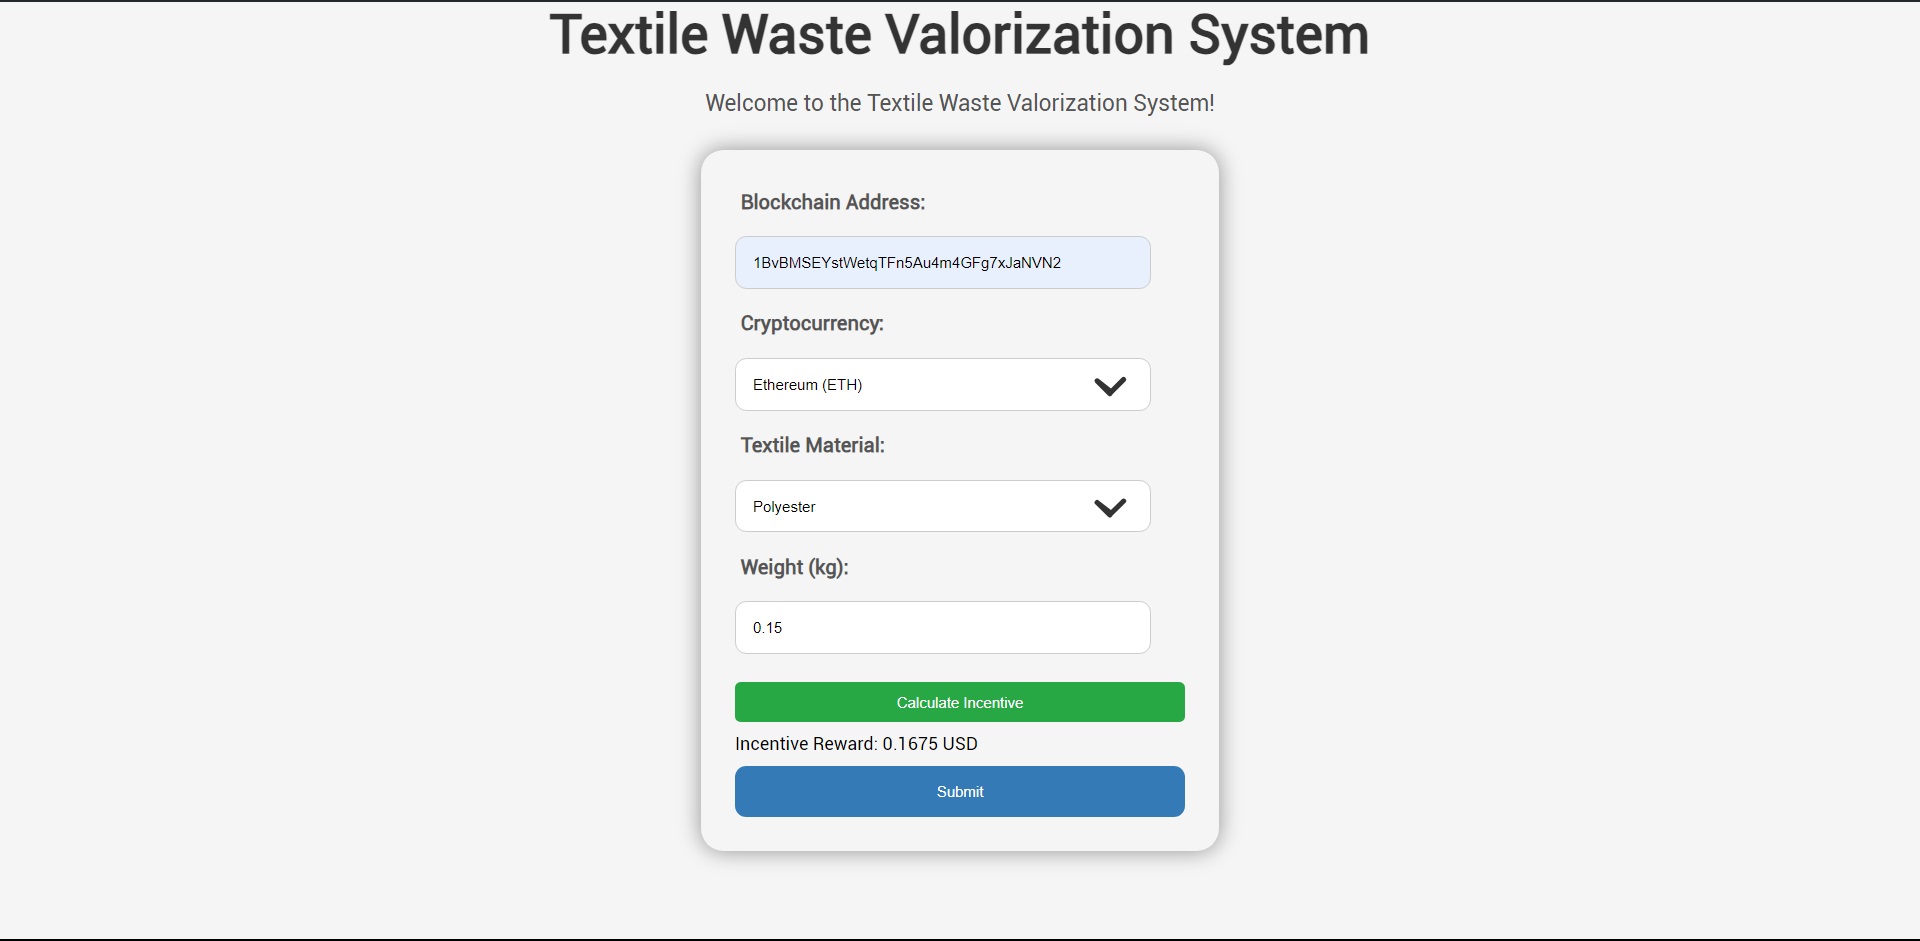 Textile Waste Valorization System
Welcome to the Textile Waste Valorization System!
Blockchain Address:
1BvBMSEYstWetqTFn5Au4m4GFg7xJaNVN2
Cryptocurrency:
Ethereum (ETH)
Textile Material:
Polyester
Weight (kg):
0.15
Calculate Incentive
Incentive Reward: 0.1675 USD
Submit